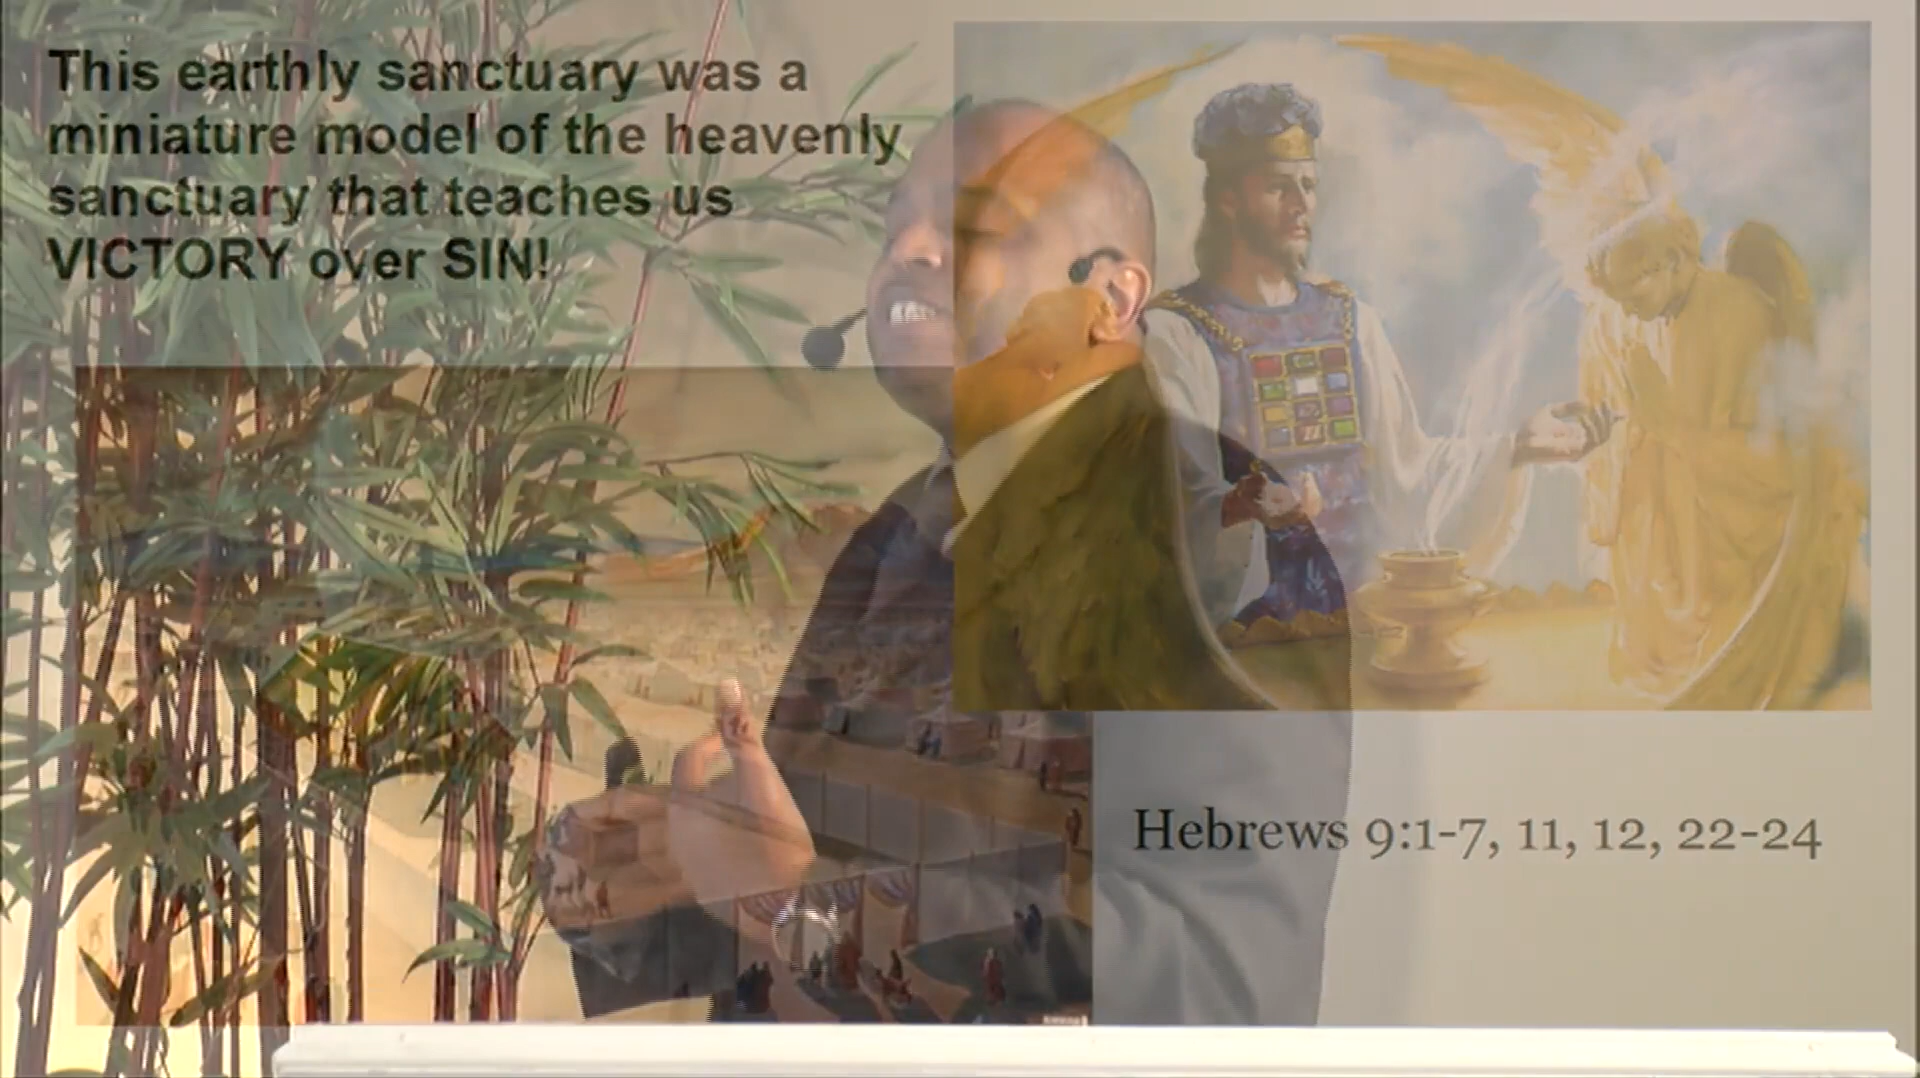 This earthly sanctuary was a
miniature model of the heavenly
sanctuary that teaches us
VICTORY over SIN!
Hebrews 9:1-7, 11, 12, 22-24